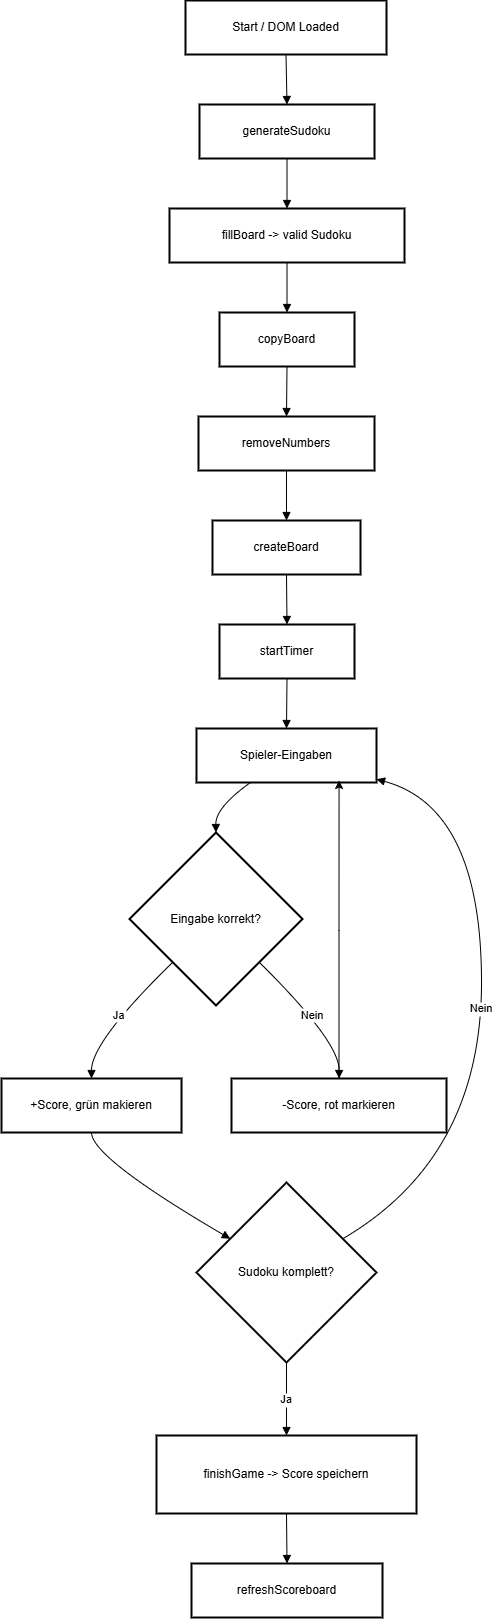 Start / DOM Loaded
generateSudoku
fillBoard -> valid Sudoku
copyBoard
removeNumbers
createBoard
startTimer
Spieler-Eingaben
Eingabe korrekt?
Ja
Nein
Nein
+Score, grün makieren
-Score, rot markieren
Sudoku komplett?
Ja
finishGame -> Score speichern
refreshScoreboard